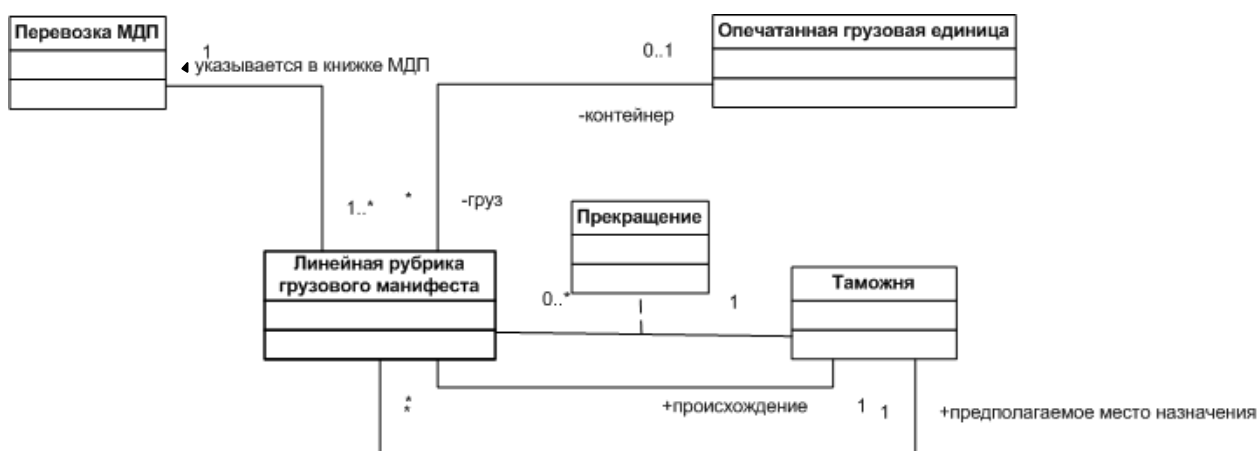 Перевозка МДП
Опечатанная грузовая единица
1
указывается в книжке МДП
0..1
-контейнер
1..*
*
-груз
Прекращение
Линейная рубрика
грузового манифеста
0..*
1
Таможня
*
*
+происхождение
1
1
+предполагаемое место назначения